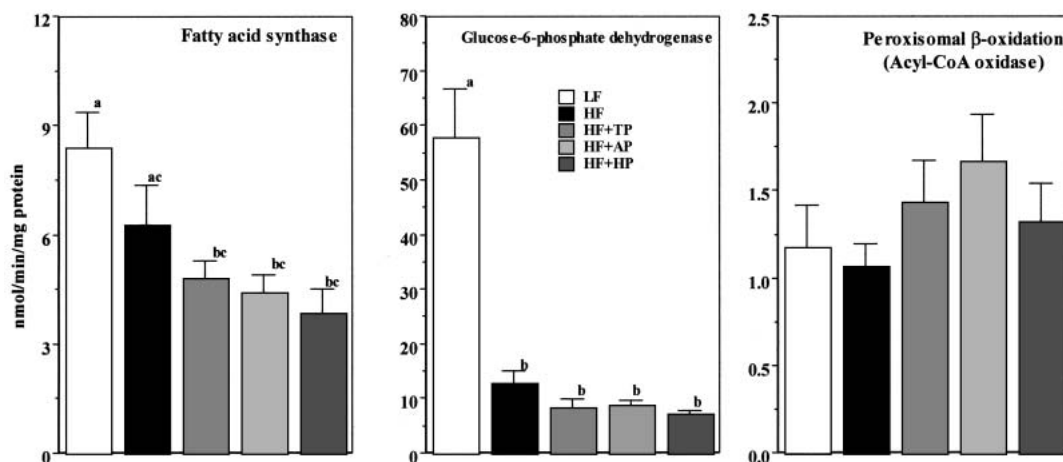 nmol/min/mg protein
12
9
6
3
0
Fatty acid synthase
a
ac
bc
bc
bc
80
70
60
50
40
30
20
10
0
Glucose-6-phosphate dehydrogenase
a
LF
HF
HF+TP
HF+AP
HF+HP
b
b
b
b
2.5
2.0
1.5
1.0
0.5
0.0
Peroxisomal β-oxidation
(Acyl-CoA oxidase)